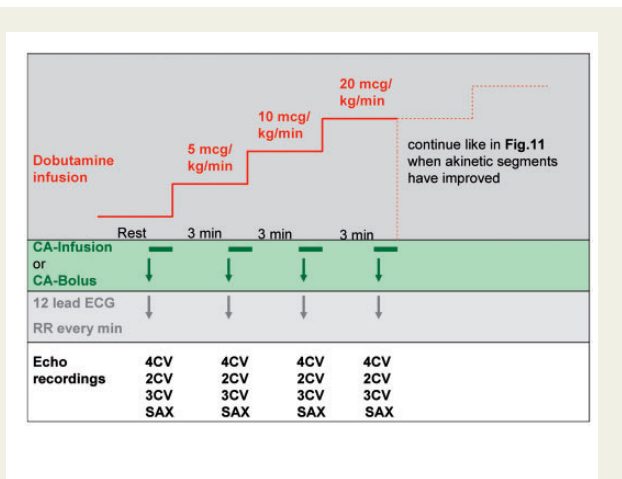 20 mcg/
kg/min
10 mcg/
kg/min
5 mcg/
kg/min
Dobutamine
infusion
continue like in Fig.11
when akinetic segments
have improved
Rest 3 min 3 min 3 min
CA-Infusion
or
CA-Bolus
12 lead ECG
RR every min
Echo 4CV 4CV 4CV 4CV
recordings 2CV 2CV 2CV 2CV
3CV 3CV 3CV 3CV
SAX SAX SAX SAX